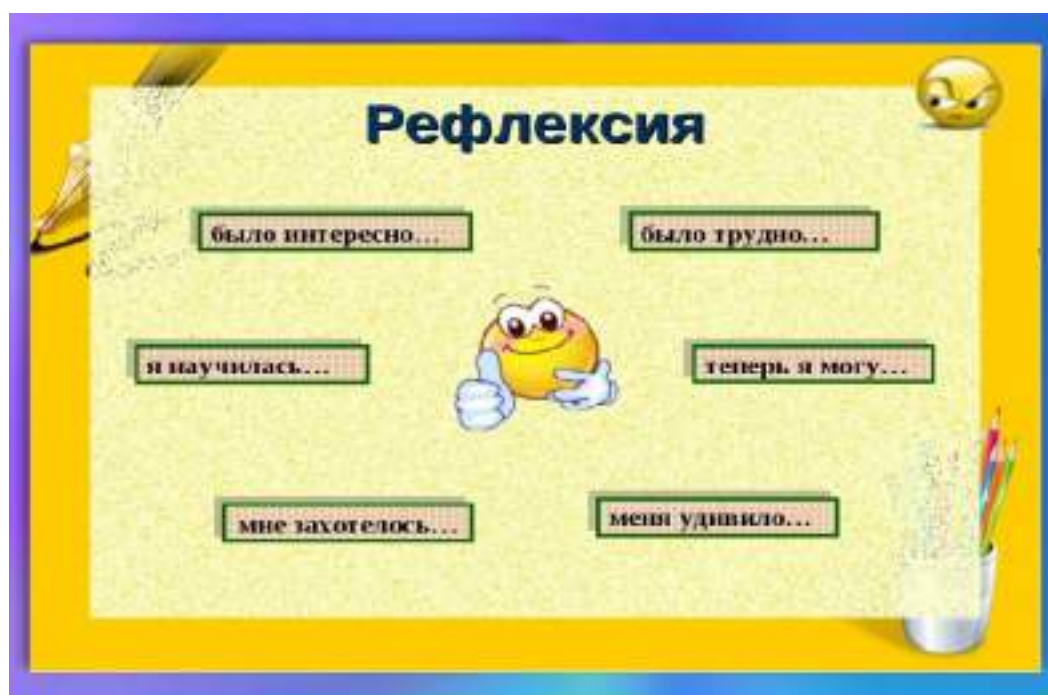 Рефлексия
было интересно...
было трудно...
я научилась...
теперь я могу...
мне захотелось...
меня удивило...